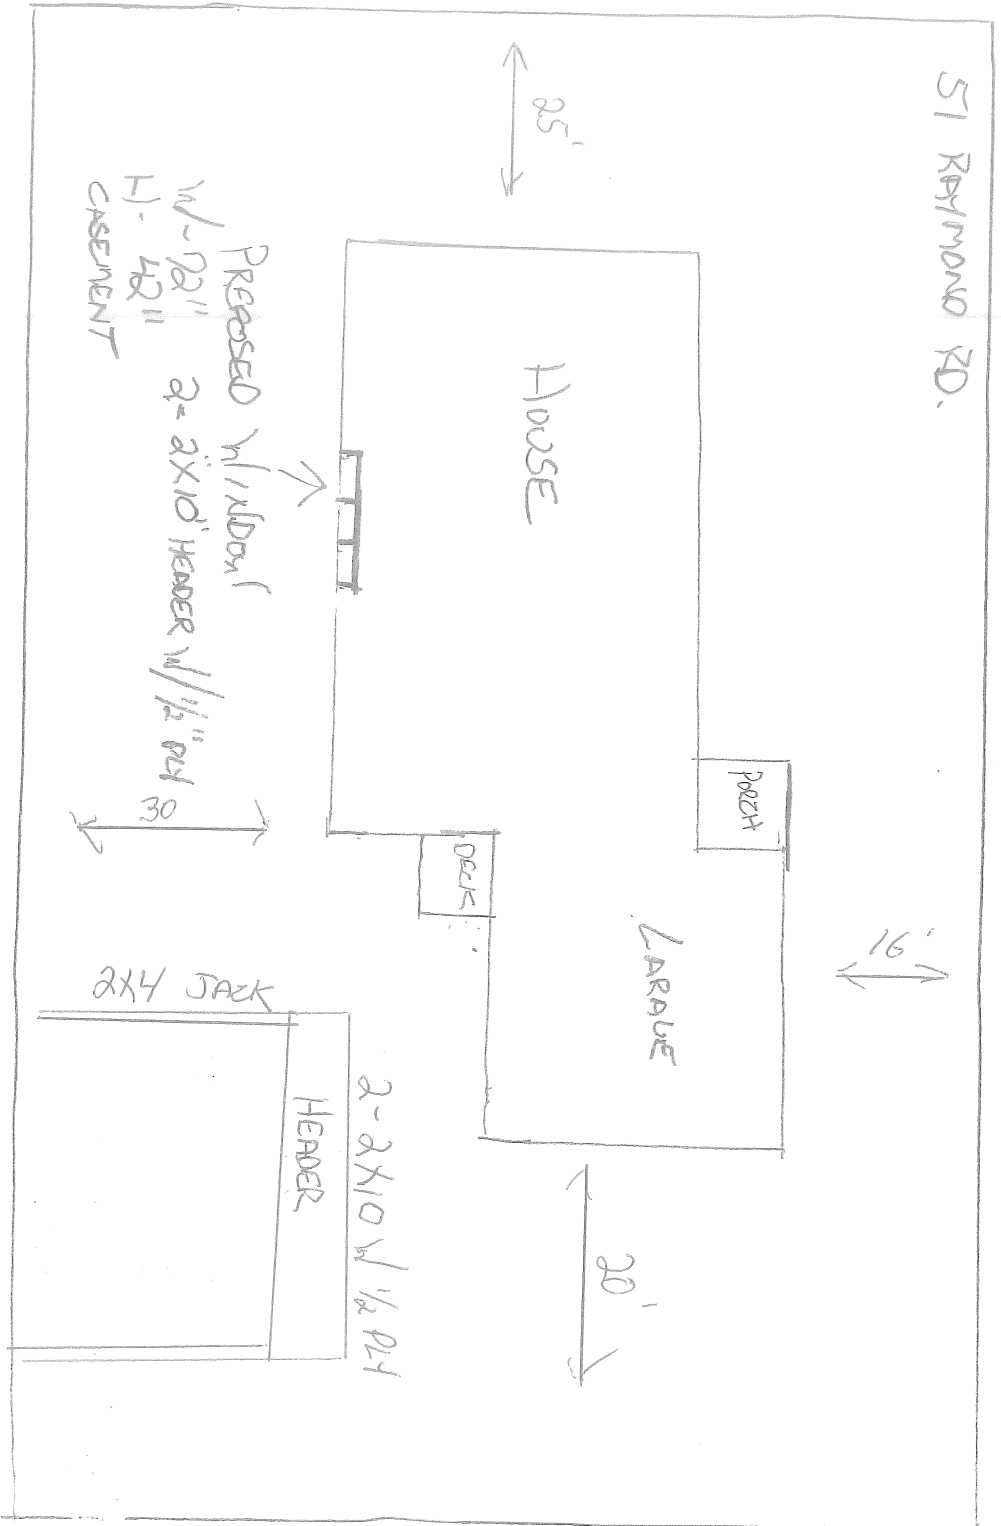 51 RAYMOND RD.
25'
HOUSE
PORCH
16'
GARAGE
DECK
20'
PROPOSED WINDOW
W- 72"
H- 42"
CASEMENT
2- 2X10 HEADER W/ 1/2" PLY
30
2X4 JACK
HEADER
2- 2X10 W 1/2 PLY